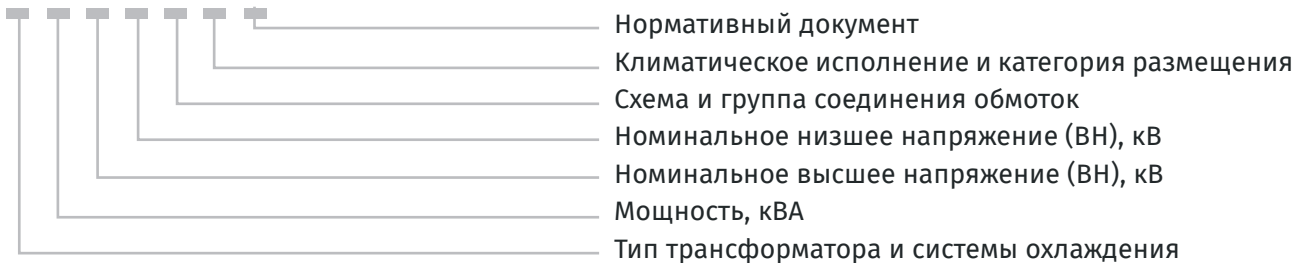 Нормативный документ
Климатическое исполнение и категория размещения
Схема и группа соединения обмоток
Номинальное низшее напряжение (ВН), кВ
Номинальное высшее напряжение (ВН), кВ
Мощность, кВА
Тип трансформатора и системы охлаждения